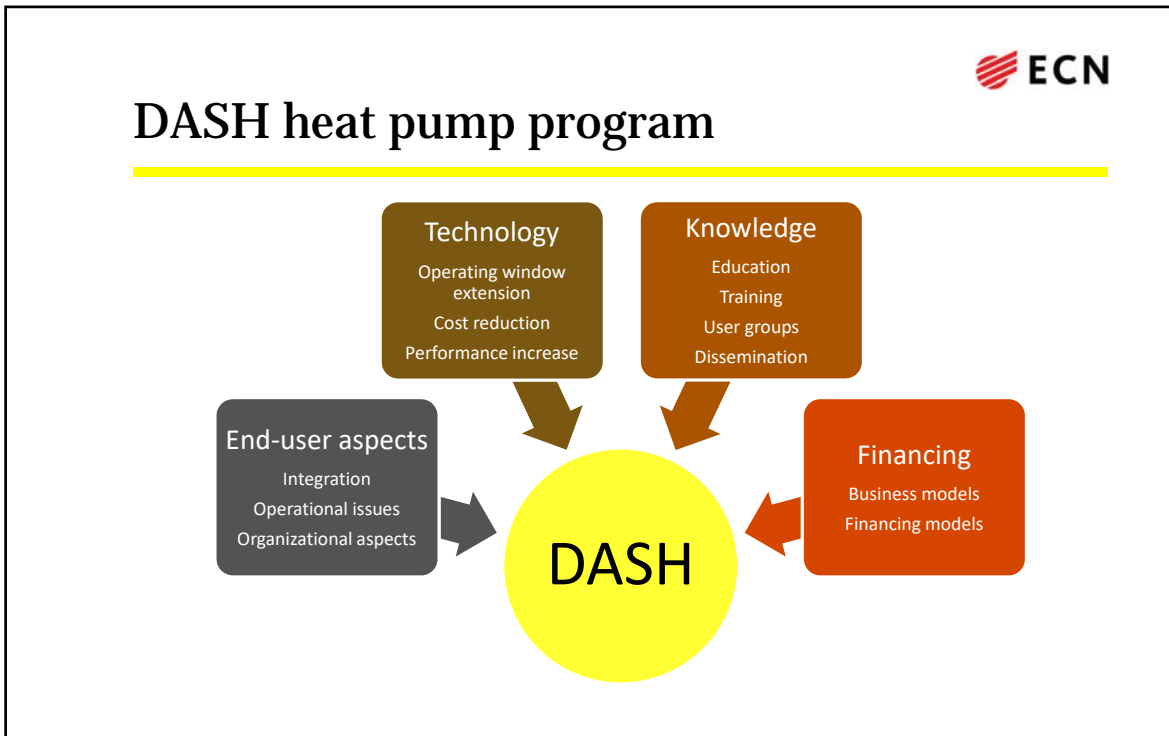 ECN
DASH heat pump program
Technology
Operating window
extension
Cost reduction
Performance increase
Knowledge
Education
Training
User groups
Dissemination
End-user aspects
Integration
Operational issues
Organizational aspects
Financing
Business models
Financing models
DASH